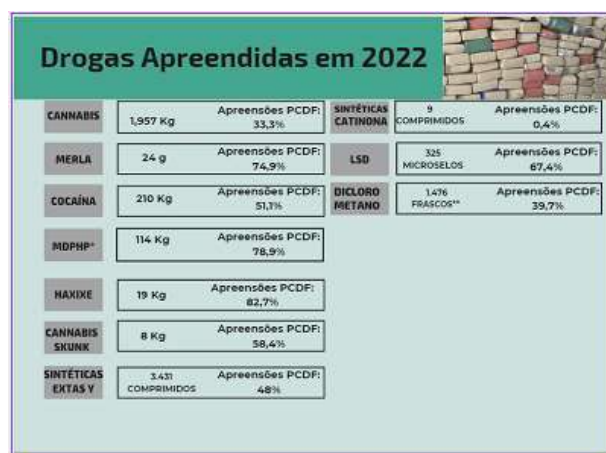 Drogas Apreendidas em 2022
CANNABIS
1,957 Kg
Apreensões PCDF:
33,3%
MERLA
24 g
Apreensões PCDF:
74,9%
COCAÍNA
210 Kg
Apreensões PCDF:
51,1%
MDPHP*
114 Kg
Apreensões PCDF:
78,9%
HAXIXE
19 Kg
Apreensões PCDF:
82,7%
CANNABIS
SKUNK
8 Kg
Apreensões PCDF:
58,4%
SINTÉTICAS
EXTAS Y
3.431
COMPRIMIDOS
Apreensões PCDF:
48%
SINTÉTICAS
CATINONA
9
COMPRIMIDOS
Apreensões PCDF:
0,4%
LSD
325
MICROSELOS
Apreensões PCDF:
67,4%
DICLORO
METANO
1.476
FRASCOS**
Apreensões PCDF:
39,7%